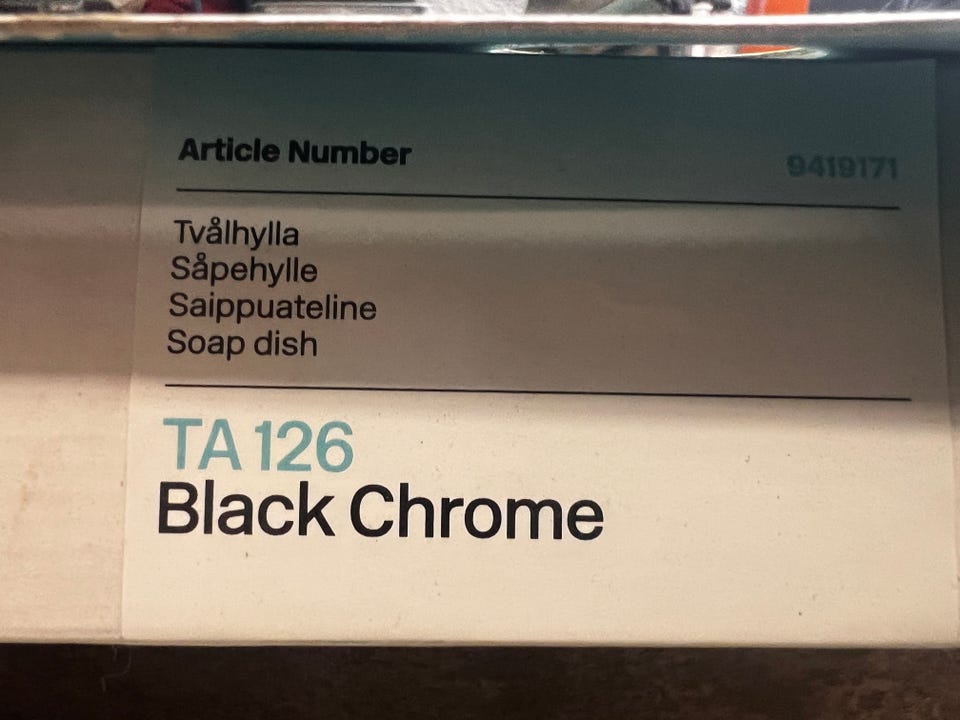 Article Number 9419171
Tvålhylla
Såpehylle
Saippuateline
Soap dish
TA 126
Black Chrome